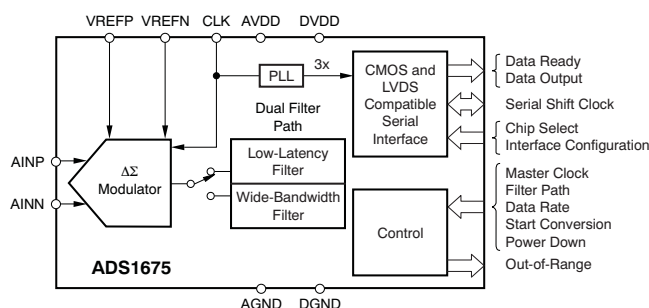 VREFP VREFN CLK AVDD DVDD
PLL
3x
CMOS and
LVDS
Compatible
Serial
Interface
Data Ready
Data Output
Serial Shift Clock
Chip Select
Interface Configuration
Dual Filter
Path
Low-Latency
Filter
Wide-Bandwidth
Filter
AINP
AINN
ΔΣ
Modulator
Control
Master Clock
Filter Path
Data Rate
Start Conversion
Power Down
Out-of-Range
ADS1675
AGND DGND